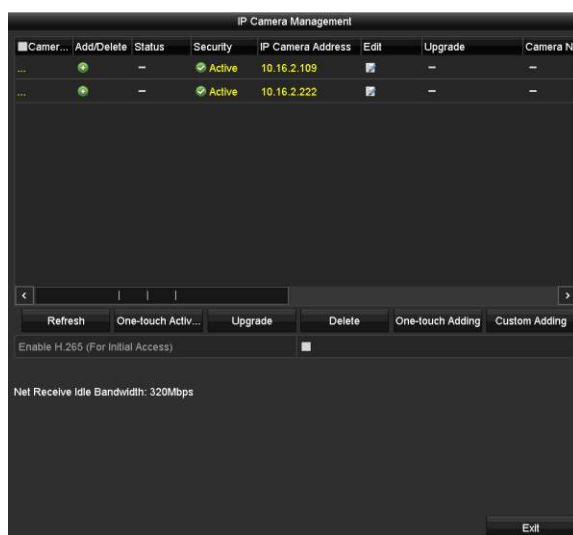 IP Camera Management
Camer... Add/Delete Status Security IP Camera Address Edit Upgrade Camera N
... – Active 10.16.2.109 – –
... – Active 10.16.2.222 – –
Refresh One-touch Activ... Upgrade Delete One-touch Adding Custom Adding
Enable H.265 (For Initial Access)
Net Receive Idle Bandwidth: 320Mbps
Exit